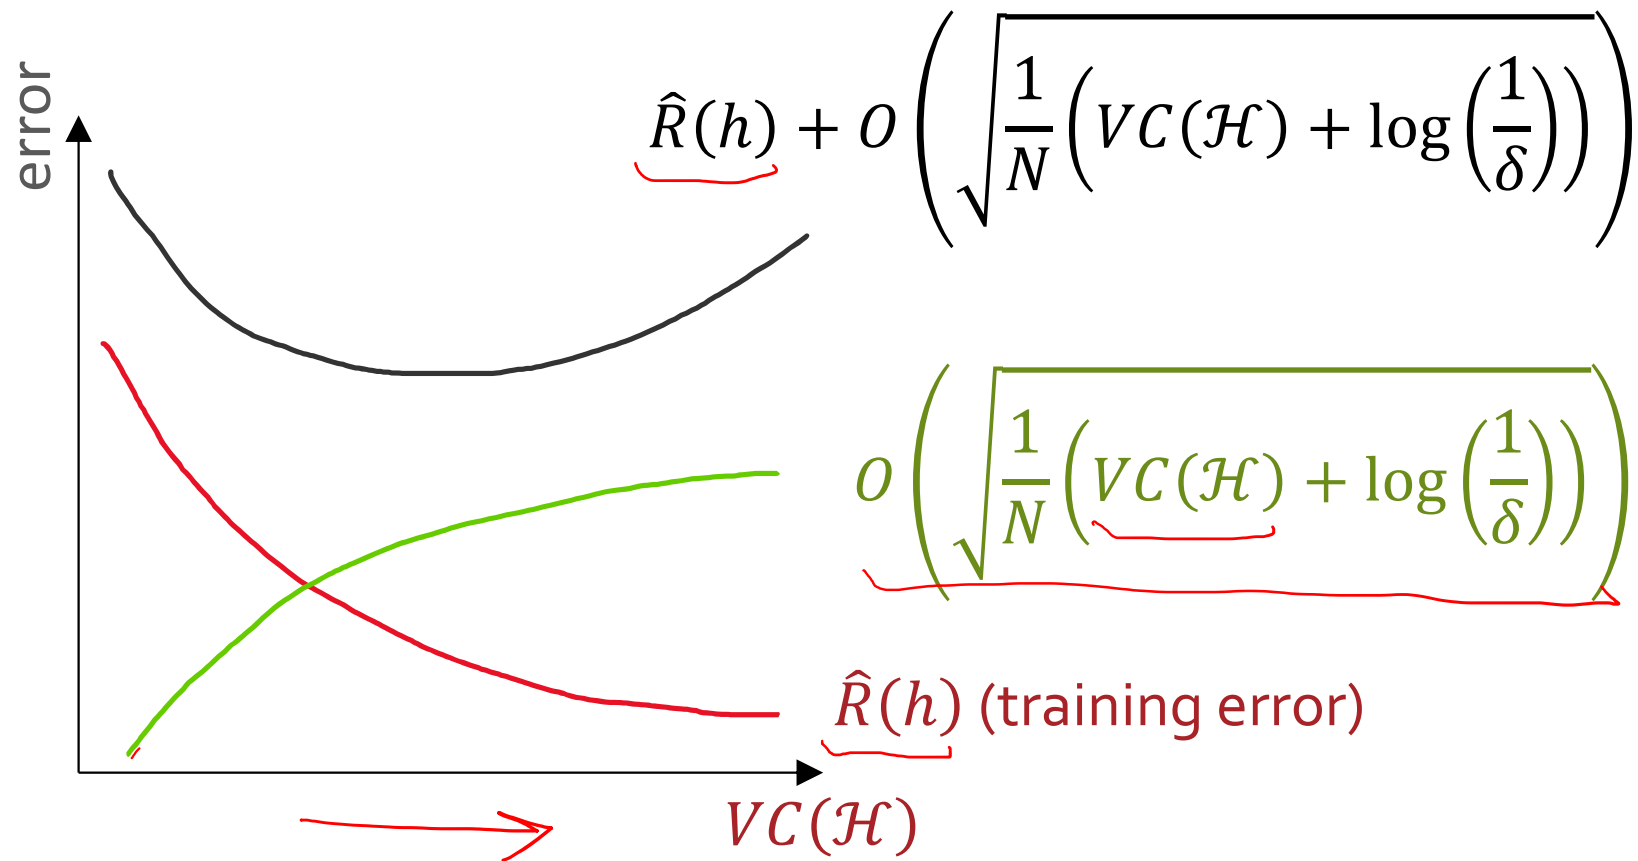 error
R̂(h) + O(√(1/N (VC(ℋ) + log(1/δ))))
O(√(1/N (VC(ℋ) + log(1/δ))))
R̂(h) (training error)
VC(ℋ)